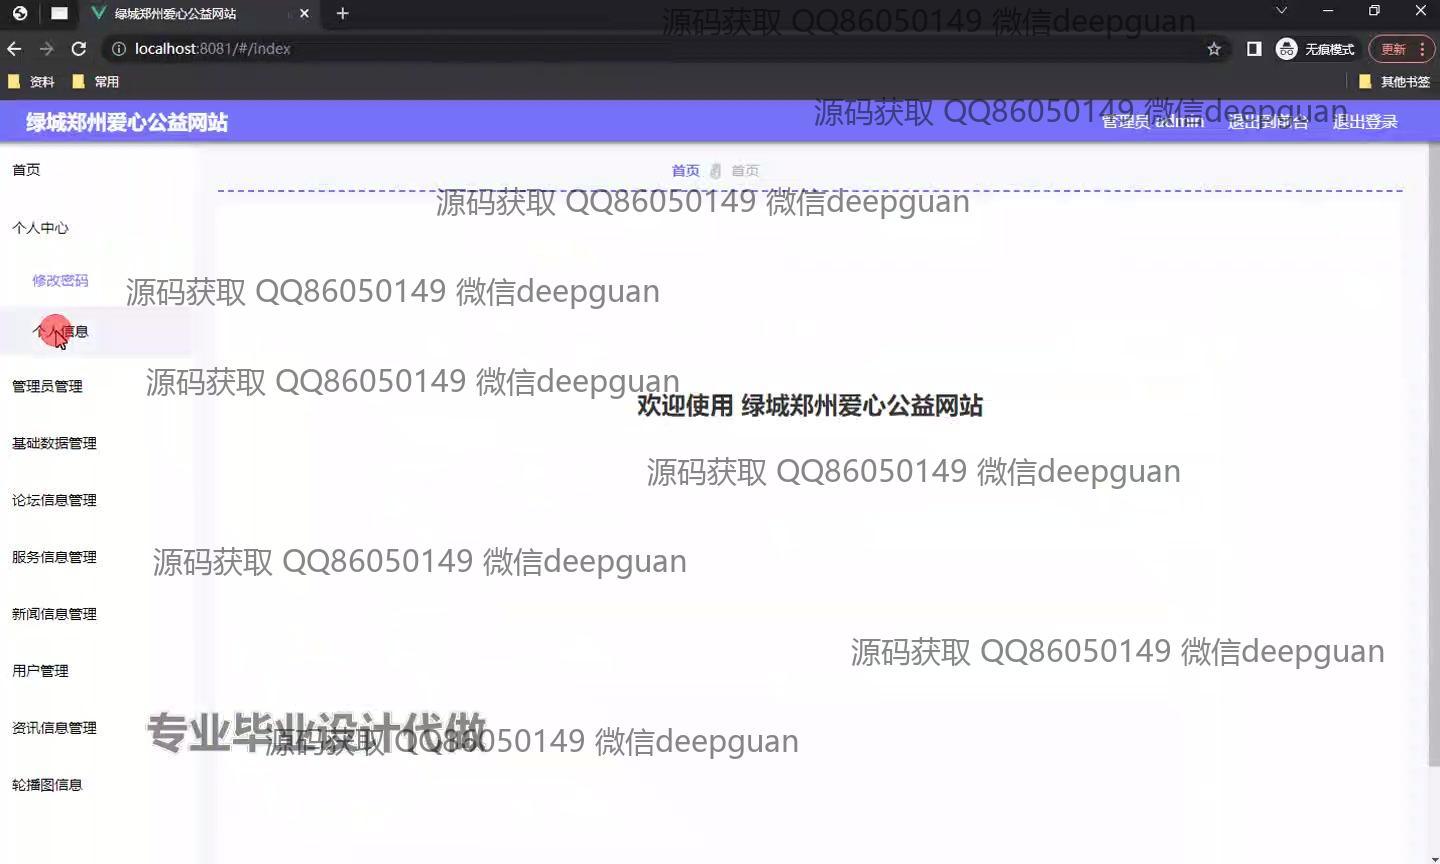 绿城郑州爱心公益网站
源码获取 QQ86050149 微信deepguan
localhost:8081/#/index
无痕模式
更新
资料
常用
其他书签
绿城郑州爱心公益网站
源码获取 QQ86050149 微信deepguan
管理员 admin
退出到前台
退出登录
首页
首页
首页
源码获取 QQ86050149 微信deepguan
个人中心
修改密码
源码获取 QQ86050149 微信deepguan
个人信息
管理员管理
源码获取 QQ86050149 微信deepguan
欢迎使用 绿城郑州爱心公益网站
基础数据管理
源码获取 QQ86050149 微信deepguan
论坛信息管理
服务信息管理
源码获取 QQ86050149 微信deepguan
新闻信息管理
源码获取 QQ86050149 微信deepguan
用户管理
资讯信息管理
专业毕业设计代做
源码获取 QQ86050149 微信deepguan
轮播图信息